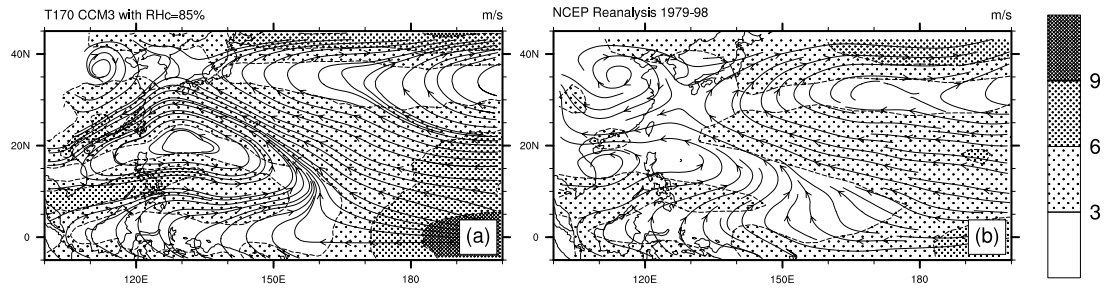 T170 CCM3 with RHc=85% m/s
40N
20N
0
120E 150E 180
(a)
NCEP Reanalysis 1979-98 m/s
40N
20N
0
120E 150E 180
(b)
9
6
3